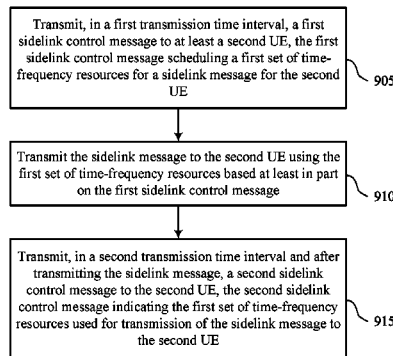 Transmit, in a first transmission time interval, a first
sidelink control message to at least a second UE, the first
sidelink control message scheduling a first set of time-
frequency resources for a sidelink message for the second
UE
905
Transmit the sidelink message to the second UE using the
first set of time-frequency resources based at least in part
on the first sidelink control message
910
Transmit, in a second transmission time interval and after
transmitting the sidelink message, a second sidelink
control message to the second UE, the second sidelink
control message indicating the first set of time-frequency
resources used for transmission of the sidelink message to
the second UE
915